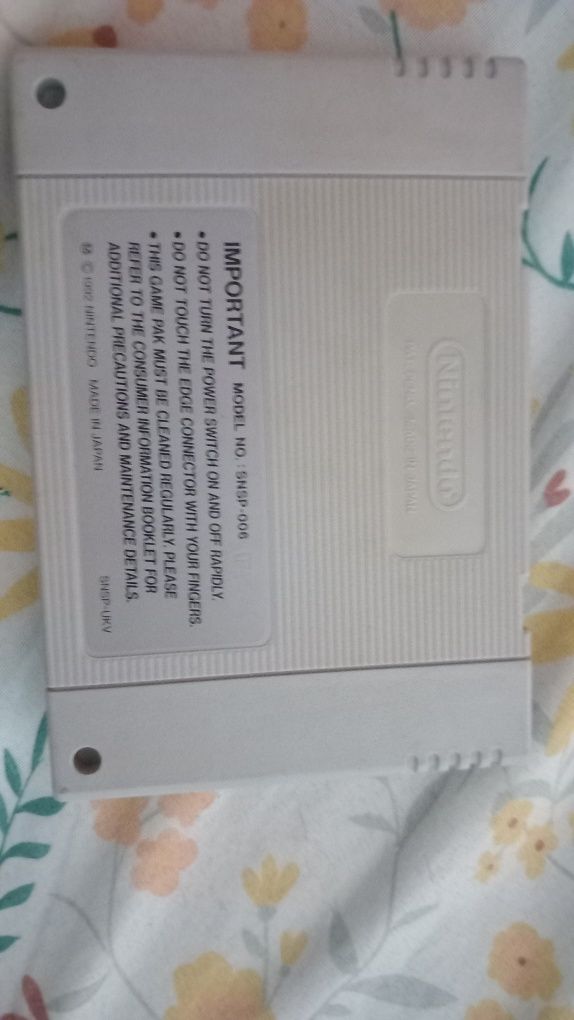 IMPORTANT MODEL NO.: SNSP-006
• DO NOT TURN THE POWER SWITCH ON AND OFF RAPIDLY.
• DO NOT TOUCH THE EDGE CONNECTOR WITH YOUR FINGERS.
• THIS GAME PAK MUST BE CLEANED REGULARLY. PLEASE
REFER TO THE CONSUMER INFORMATION BOOKLET FOR
ADDITIONAL PRECAUTIONS AND MAINTENANCE DETAILS.
Ⓜ © 1992 NINTENDO MADE IN JAPAN
SNSP-UKV
Nintendo
MADE IN JAPAN